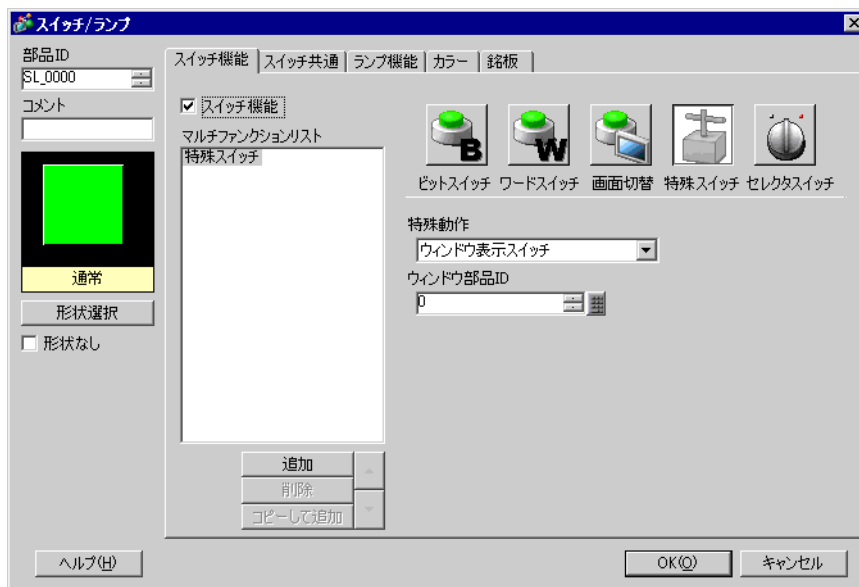 スイッチ/ランプ
部品ID
SL_0000
コメント
通常
形状選択
形状なし
スイッチ機能
スイッチ共通
ランプ機能
カラー
銘板
スイッチ機能
マルチファンクションリスト
特殊スイッチ
追加
削除
コピーして追加
B
W
ビットスイッチ
ワードスイッチ
画面切替
特殊スイッチ
セレクタスイッチ
特殊動作
ウィンドウ表示スイッチ
ウィンドウ部品ID
0
ヘルプ(H)
OK(O)
キャンセル